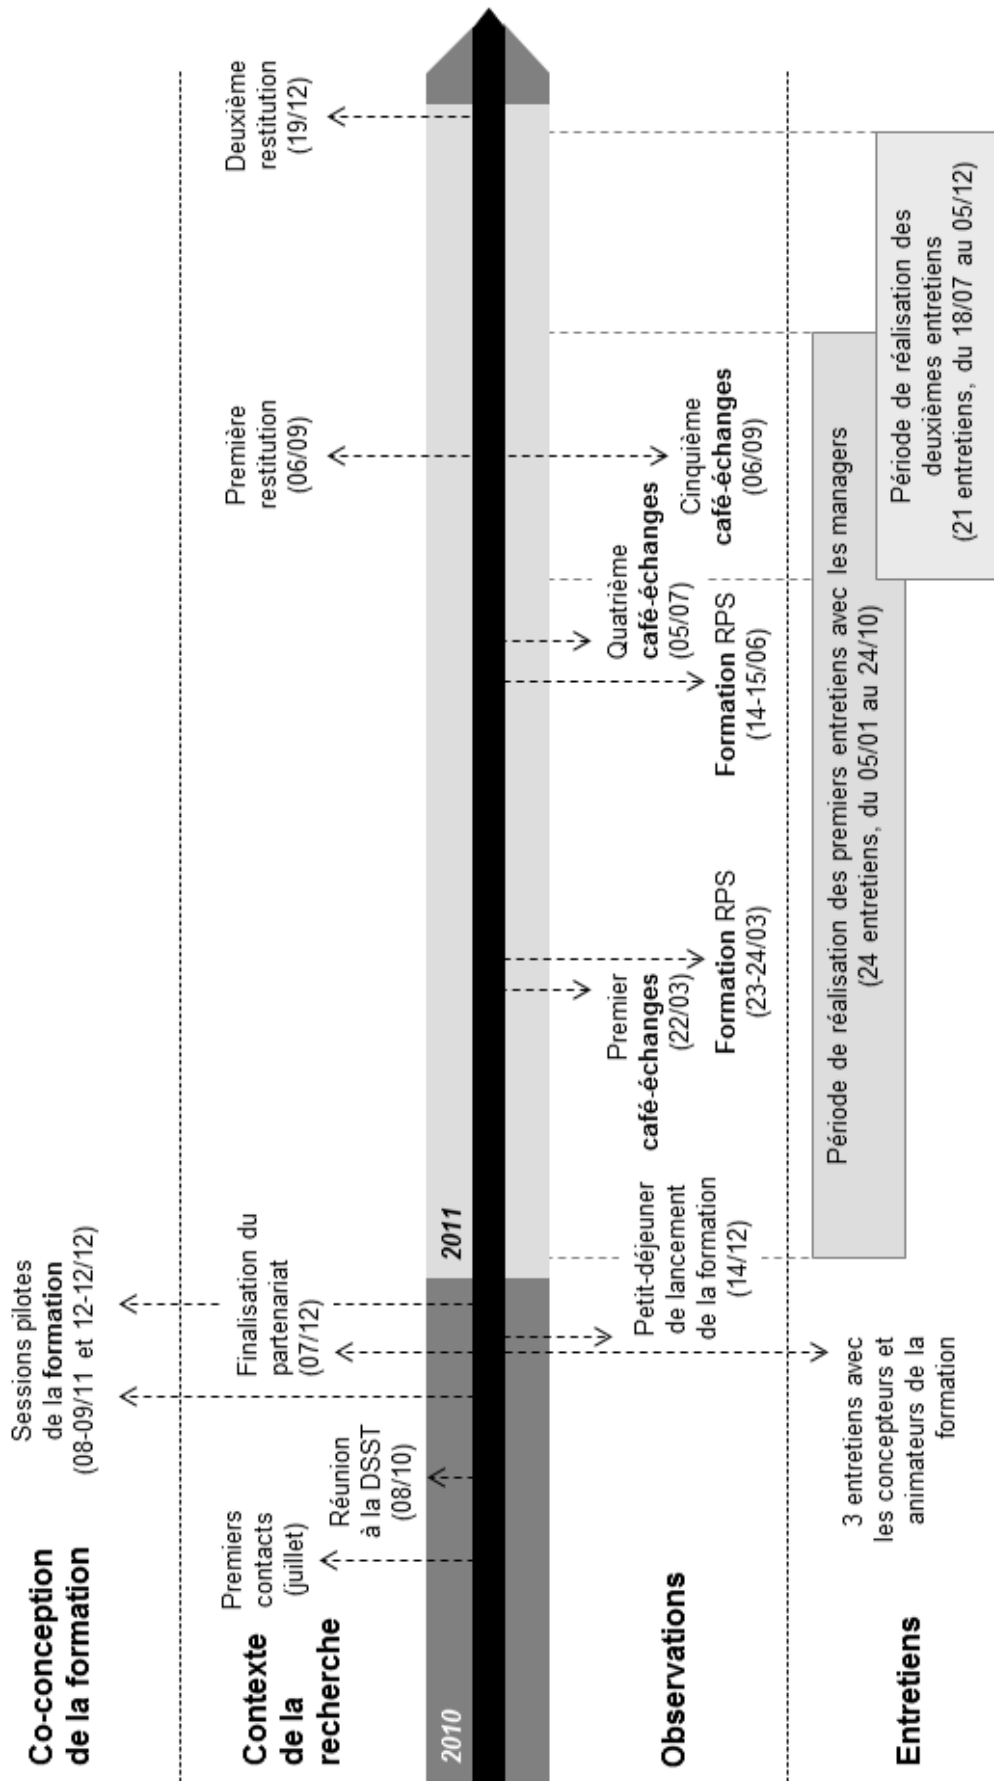 Co-conception
de la formation
Sessions pilotes
de la formation
(08-09/11 et 12-12/12)
Contexte
de la
recherche
Premiers
contacts
(juillet)
Réunion
à la DSST
(08/10)
Finalisation du
partenariat
(07/12)
Première
restitution
(06/09)
Deuxième
restitution
(19/12)
2010
2011
Observations
Petit-déjeuner
de lancement
de la formation
(14/12)
Premier
café-échanges
(22/03)
Formation RPS
(23-24/03)
Quatrième
café-échanges
(05/07)
Formation RPS
(14-15/06)
Cinquième
café-échanges
(06/09)
Entretiens
3 entretiens avec
les concepteurs et
animateurs de la
formation
Période de réalisation des premiers entretiens avec les managers
(24 entretiens, du 05/01 au 24/10)
Période de réalisation des
deuxièmes entretiens
(21 entretiens, du 18/07 au 05/12)